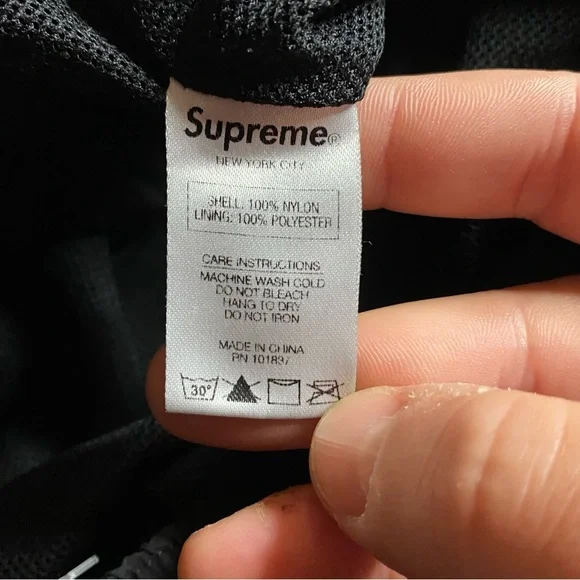 Supreme®
NEW YORK CITY
SHELL: 100% NYLON
LINING: 100% POLYESTER
CARE INSTRUCTIONS
MACHINE WASH COLD
DO NOT BLEACH
HANG TO DRY
DO NOT IRON
MADE IN CHINA
RN 101837
30°